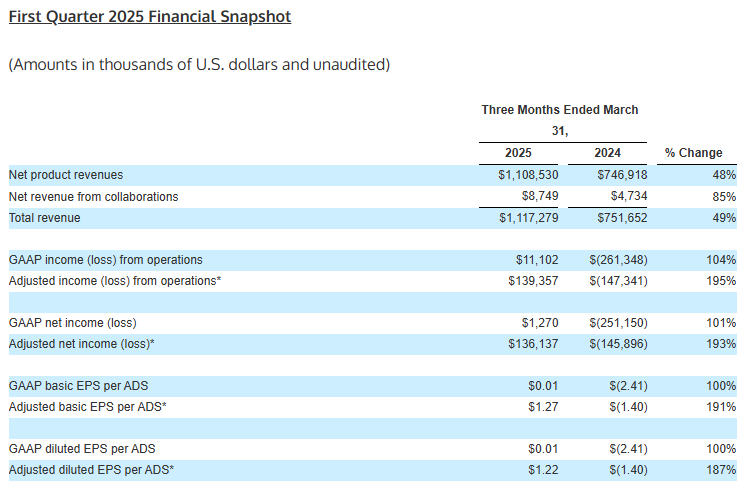 First Quarter 2025 Financial Snapshot
(Amounts in thousands of U.S. dollars and unaudited)
Three Months Ended March
31,
2025 2024 % Change
Net product revenues $1,108,530 $746,918 48%
Net revenue from collaborations $8,749 $4,734 85%
Total revenue $1,117,279 $751,652 49%
GAAP income (loss) from operations $11,102 $(261,348) 104%
Adjusted income (loss) from operations* $139,357 $(147,341) 195%
GAAP net income (loss) $1,270 $(251,150) 101%
Adjusted net income (loss)* $136,137 $(145,896) 193%
GAAP basic EPS per ADS $0.01 $(2.41) 100%
Adjusted basic EPS per ADS* $1.27 $(1.40) 191%
GAAP diluted EPS per ADS $0.01 $(2.41) 100%
Adjusted diluted EPS per ADS* $1.22 $(1.40) 187%